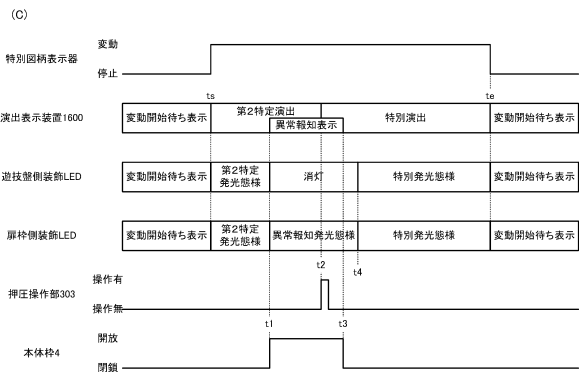 (C)
変動
特別図柄表示器
停止
ts
te
演出表示装置1600
変動開始待ち表示
第2特定演出
異常報知表示
特別演出
変動開始待ち表示
遊技盤側装飾LED
変動開始待ち表示
第2特定
発光態様
消灯
特別発光態様
変動開始待ち表示
扉枠側装飾LED
変動開始待ち表示
第2特定
発光態様
異常報知発光態様
特別発光態様
変動開始待ち表示
t2
t4
操作有
押圧操作部303
操作無
t1
t3
開放
本体枠4
閉鎖